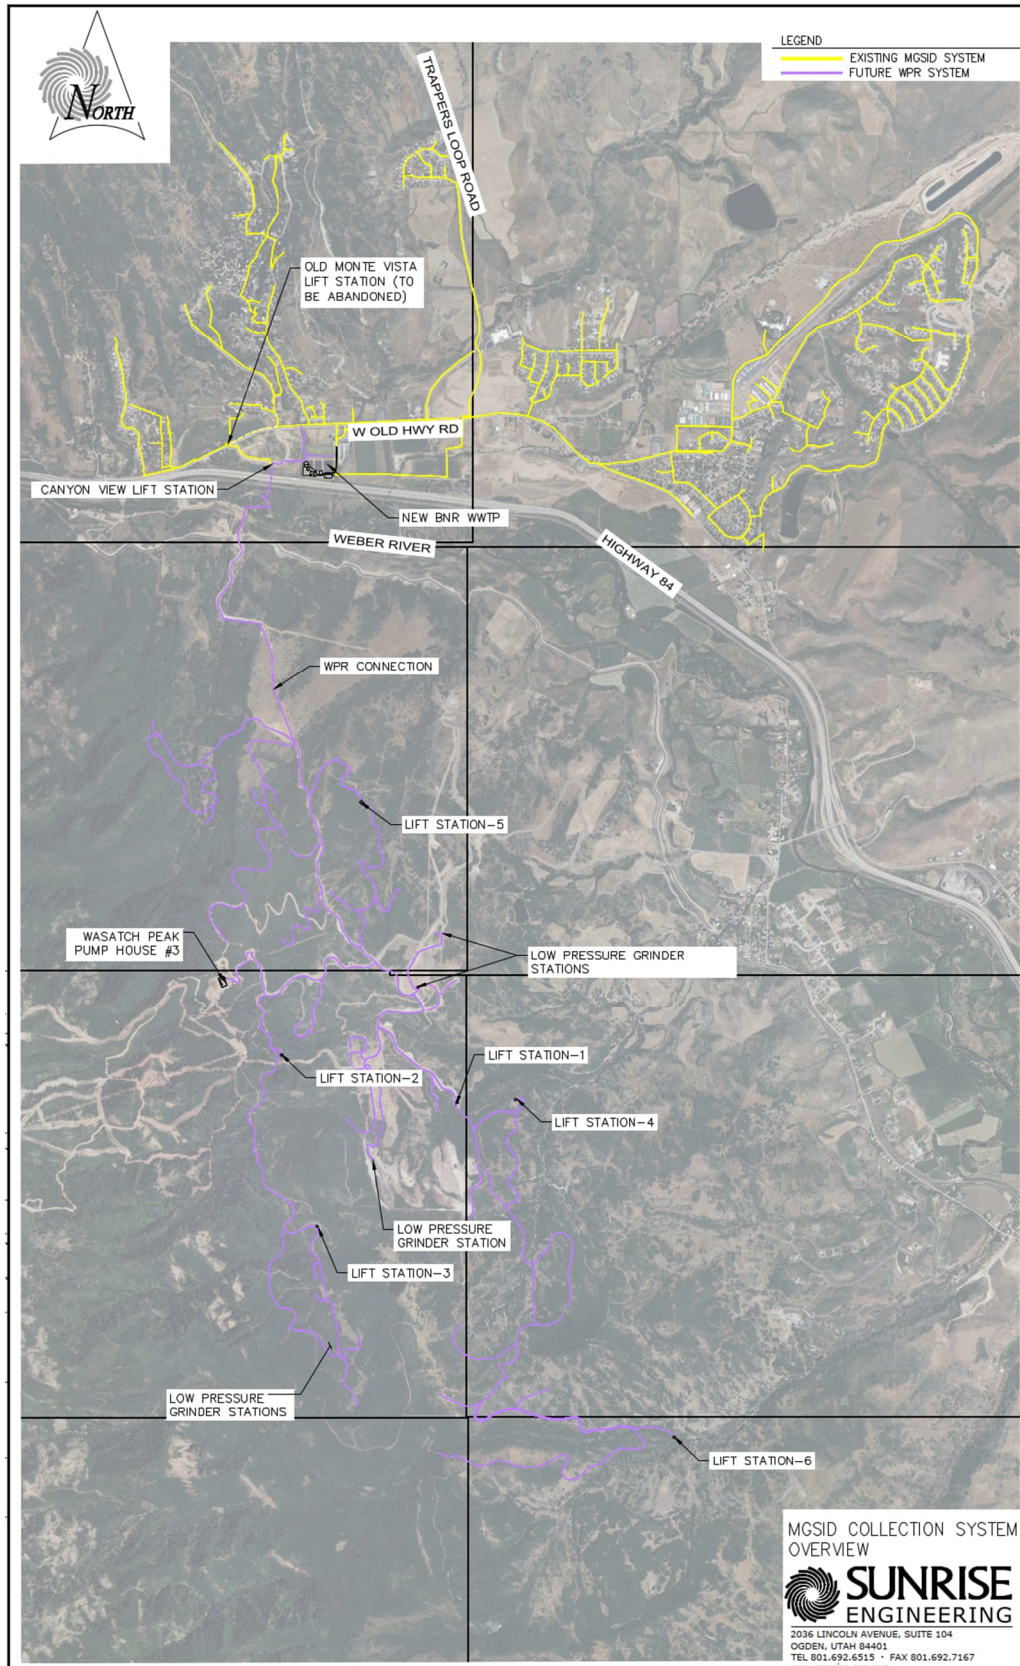 LEGEND
EXISTING MGSID SYSTEM
FUTURE WPR SYSTEM
NORTH
TRAPPERS LOOP ROAD
OLD MONTE VISTA
LIFT STATION (TO
BE ABANDONED)
W OLD HWY RD
CANYON VIEW LIFT STATION
NEW BNR WWTP
WEBER RIVER
HIGHWAY 84
WPR CONNECTION
LIFT STATION-5
WASATCH PEAK
PUMP HOUSE #3
LOW PRESSURE GRINDER
STATIONS
LIFT STATION-1
LIFT STATION-2
LIFT STATION-4
LOW PRESSURE
GRINDER STATION
LIFT STATION-3
LOW PRESSURE
GRINDER STATIONS
LIFT STATION-6
MGSID COLLECTION SYSTEM
OVERVIEW
SUNRISE
ENGINEERING
2036 LINCOLN AVENUE, SUITE 104
OGDEN, UTAH 84401
TEL 801.692.6515 • FAX 801.692.7167